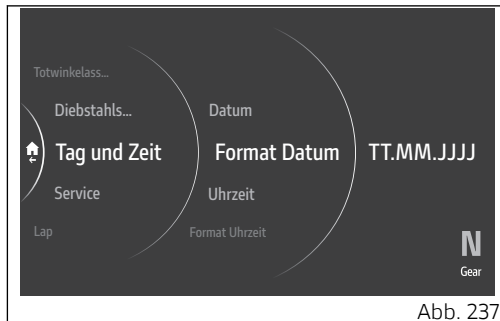 Totwinkelass...
Diebstahls...
Datum
Tag und Zeit
Format Datum
TT.MM.JJJJ
Service
Uhrzeit
Lap
Format Uhrzeit
N
Gear
Abb. 237